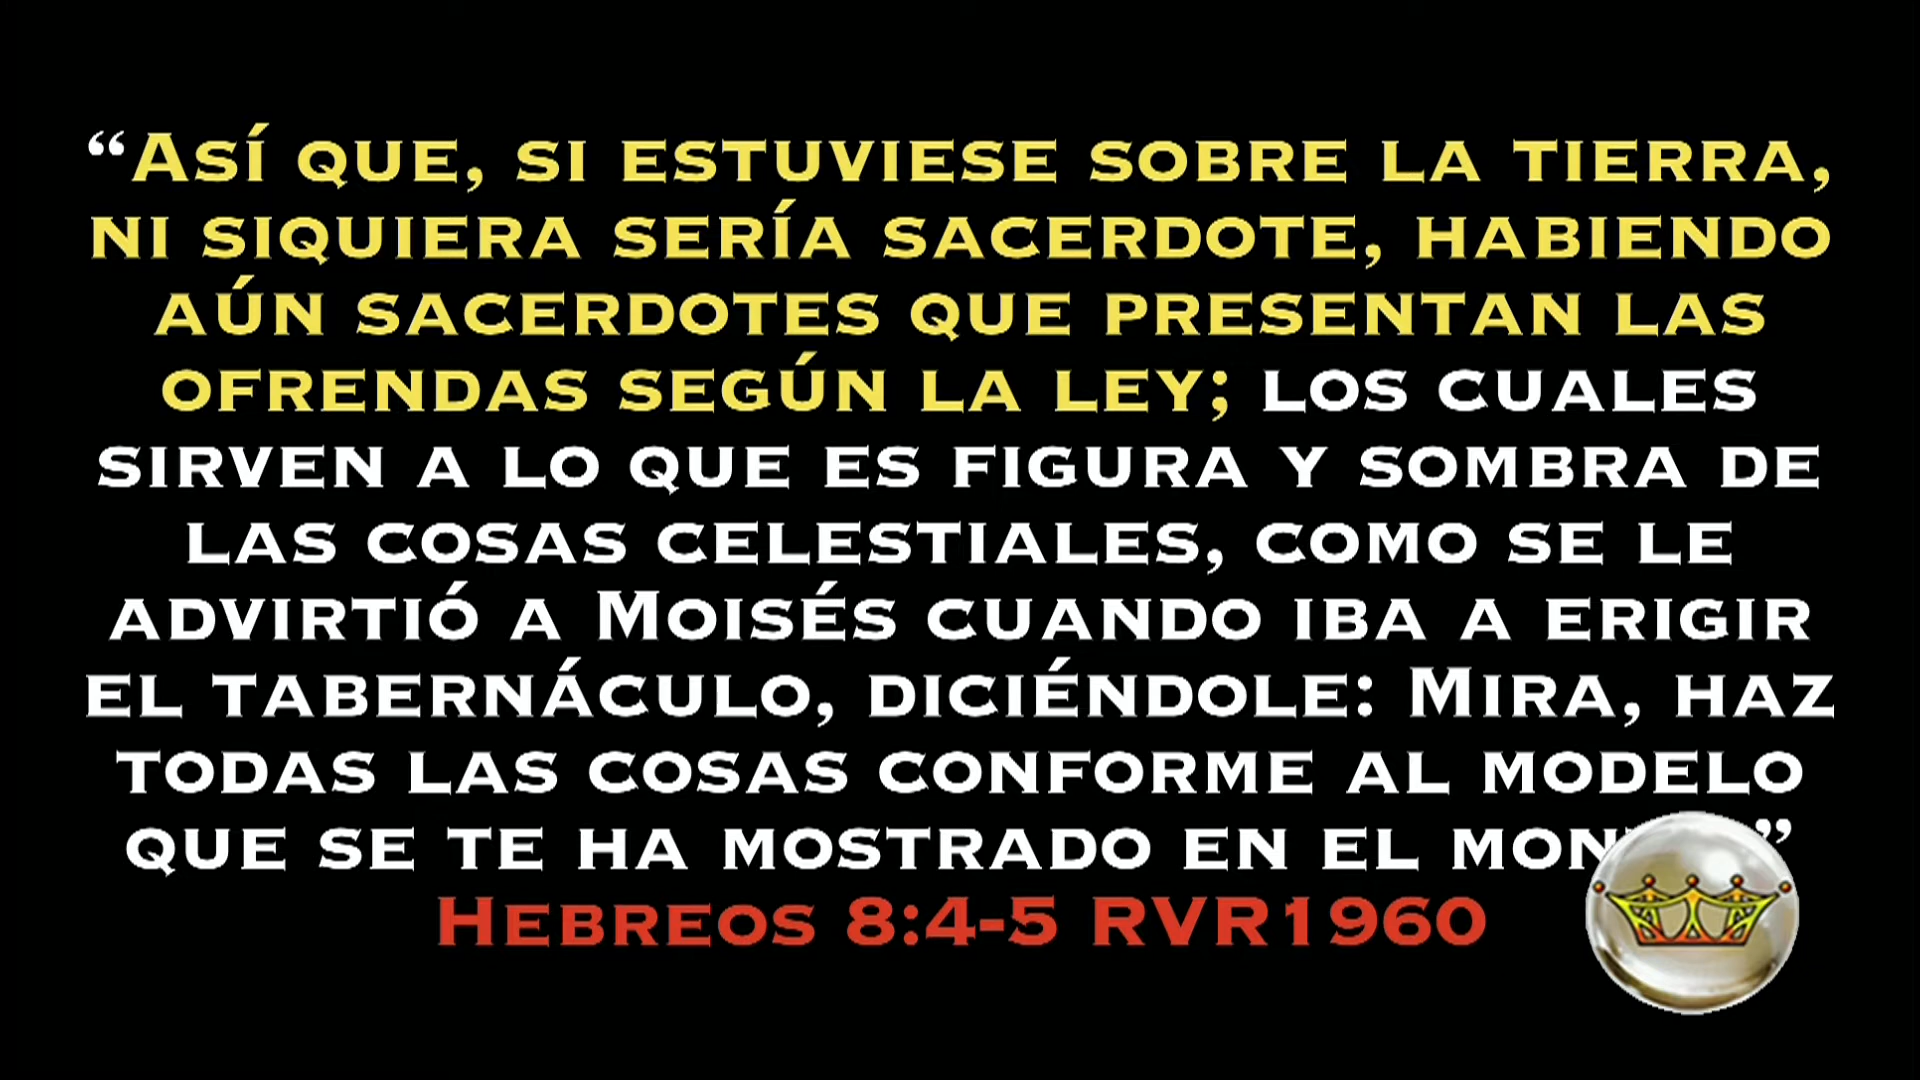 “Así que, si estuviese sobre la tierra,
ni siquiera sería sacerdote, habiendo
aún sacerdotes que presentan las
ofrendas según la ley; los cuales
sirven a lo que es figura y sombra de
las cosas celestiales, como se le
advirtió a Moisés cuando iba a erigir
el tabernáculo, diciéndole: Mira, haz
todas las cosas conforme al modelo
que se te ha mostrado en el
Hebreos 8:4-5 RVR1960